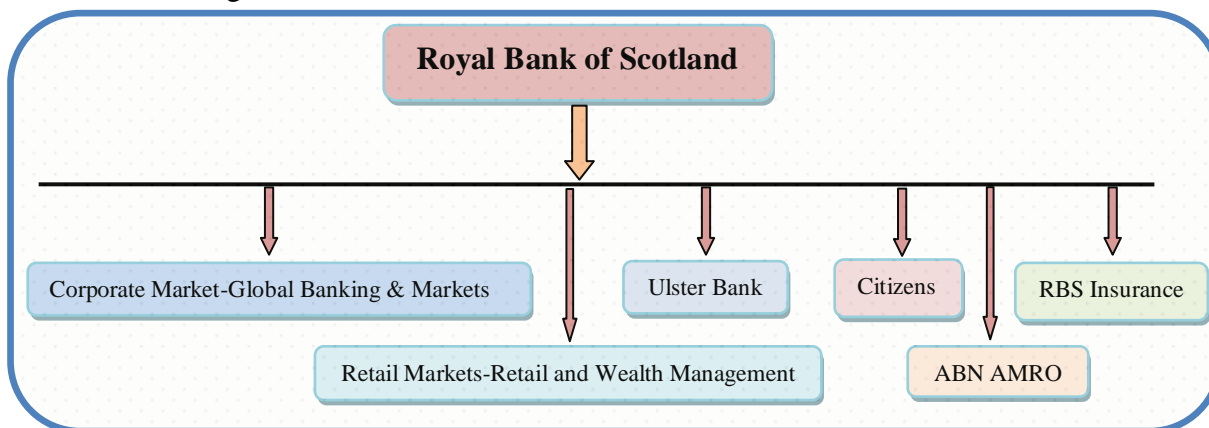 Royal Bank of Scotland
Corporate Market-Global Banking & Markets
Ulster Bank
Citizens
RBS Insurance
Retail Markets-Retail and Wealth Management
ABN AMRO